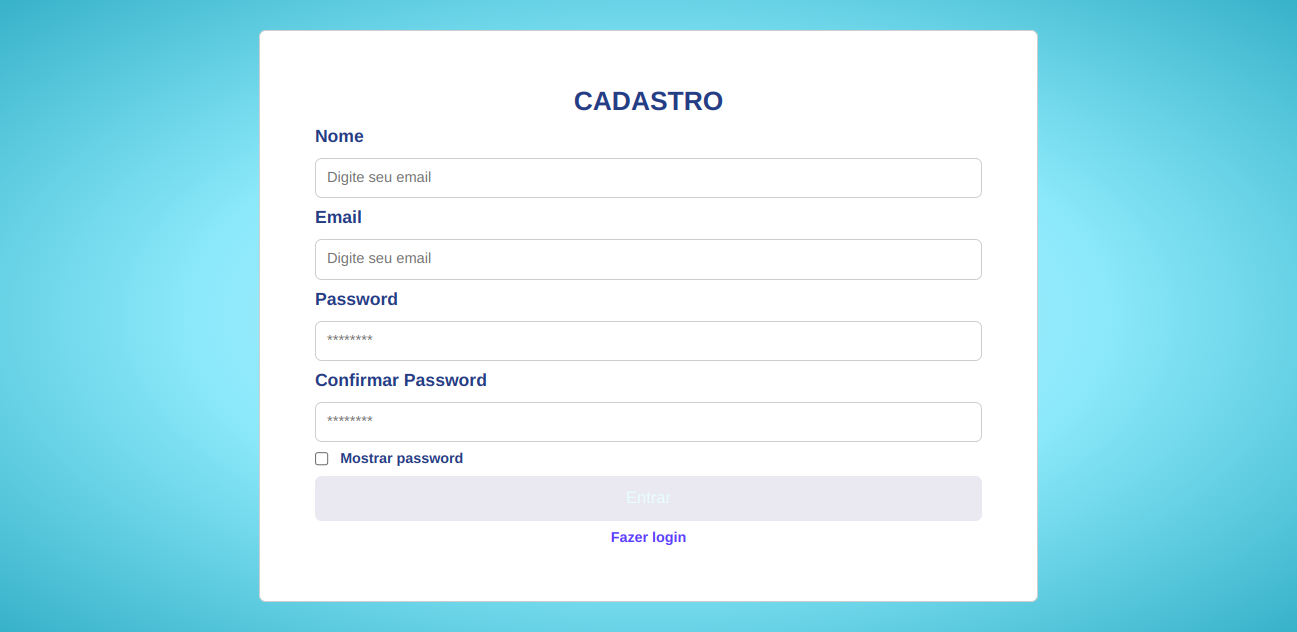 CADASTRO
Nome
Digite seu email
Email
Digite seu email
Password
********
Confirmar Password
********
Mostrar password
Entrar
Fazer login